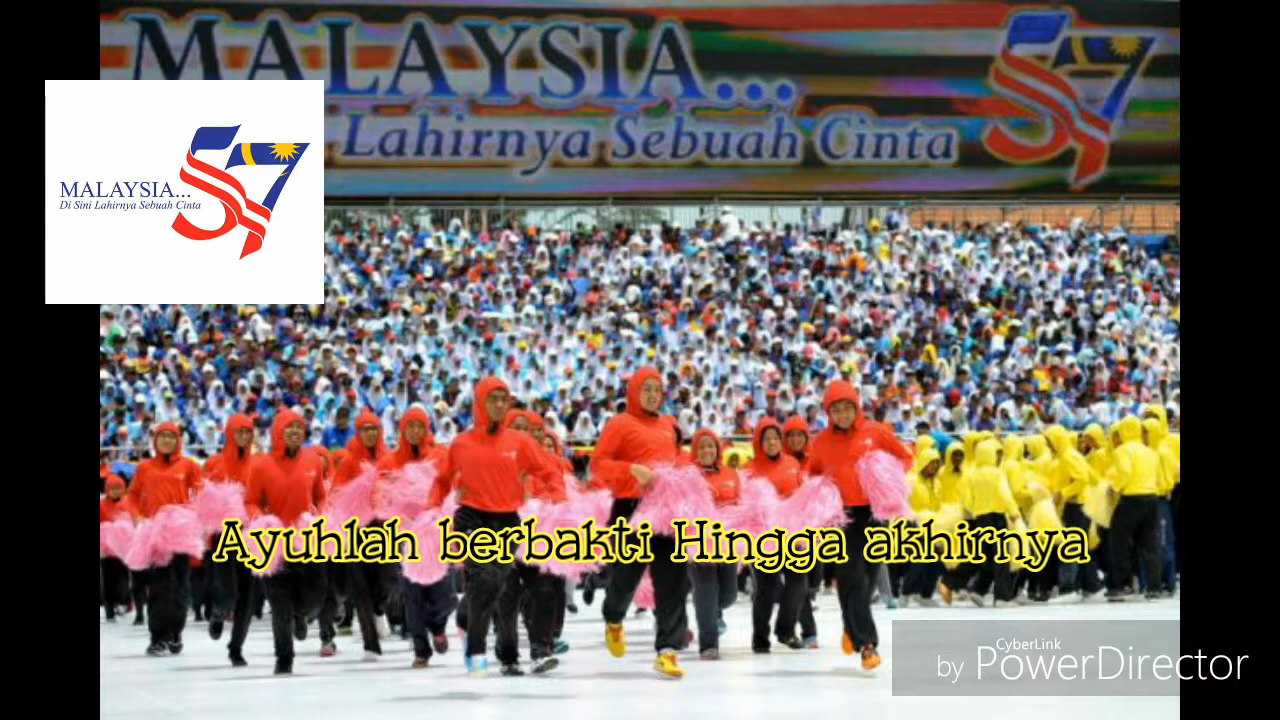 MALAYSIA...
Lahirnya Sebuah Cinta
57
MALAYSIA...
Di Sini Lahirnya Sebuah Cinta
57
Ayuhlah berbakti Hingga akhirnya
CyberLink
by PowerDirector